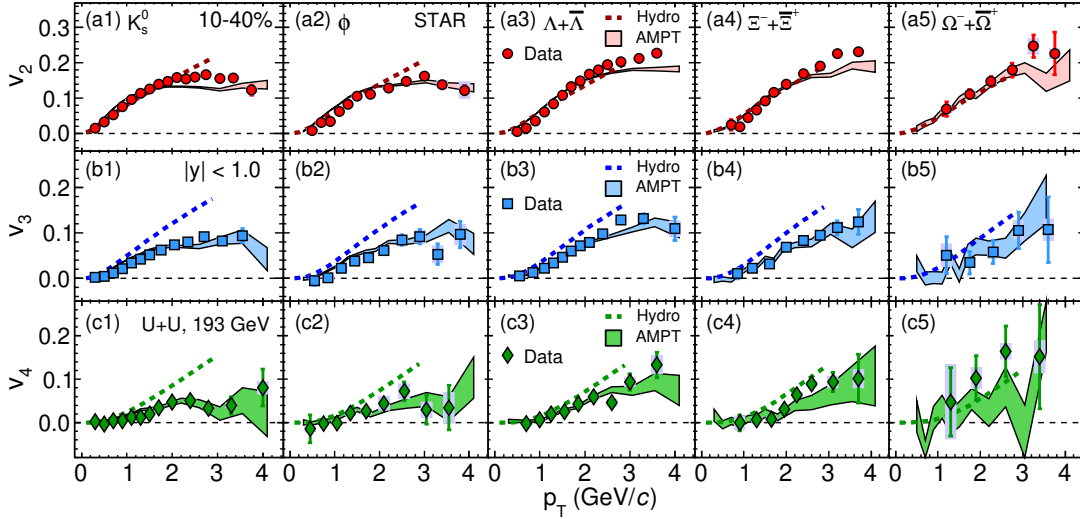 (a1) K⁰ₛ 10-40%
(a2) ϕ STAR
(a3) Λ+Λ̅ Hydro
AMPT
Data
(a4) Ξ⁻+Ξ̅⁺
(a5) Ω⁻+Ω̅⁺
v₂
0.2
0.1
0.0
(b1) |y| < 1.0
(b2)
(b3) Hydro
AMPT
Data
(b4)
(b5)
v₃
0.2
0.1
0.0
(c1) U+U, 193 GeV
(c2)
(c3) Hydro
AMPT
Data
(c4)
(c5)
v₄
0.2
0.1
0.0
0 1 2 3 4 0 1 2 3 4 0 1 2 3 4 0 1 2 3 4 0 1 2 3 4
p_T (GeV/c)